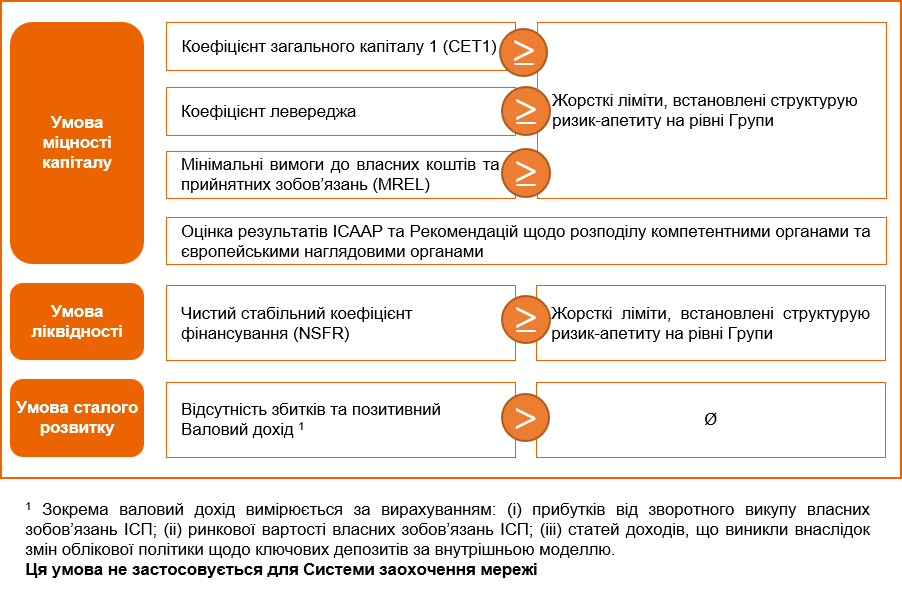 Умова
міцності
капіталу
Коефіцієнт загального капіталу 1 (CET1)
≥
Коефіцієнт левереджа
≥
Мінімальні вимоги до власних коштів та
прийнятних зобов’язань (MREL)
≥
Жорсткі ліміти, встановлені структурую
ризик-апетиту на рівні Групи
Оцінка результатів ICAAP та Рекомендацій щодо розподілу компетентними органами та
європейськими наглядовими органами
Умова
ліквідності
Чистий стабільний коефіцієнт
фінансування (NSFR)
≥
Жорсткі ліміти, встановлені структурую
ризик-апетиту на рівні Групи
Умова сталого
розвитку
Відсутність збитків та позитивний
Валовий дохід ¹
>
Ø
¹ Зокрема валовий дохід вимірюється за вирахуванням: (i) прибутків від зворотного викупу власних
зобов’язань ІСП; (ii) ринкової вартості власних зобов’язань ІСП; (iii) статей доходів, що виникли внаслідок
змін облікової політики щодо ключових депозитів за внутрішньою моделлю.
Ця умова не застосовується для Системи заохочення мережі